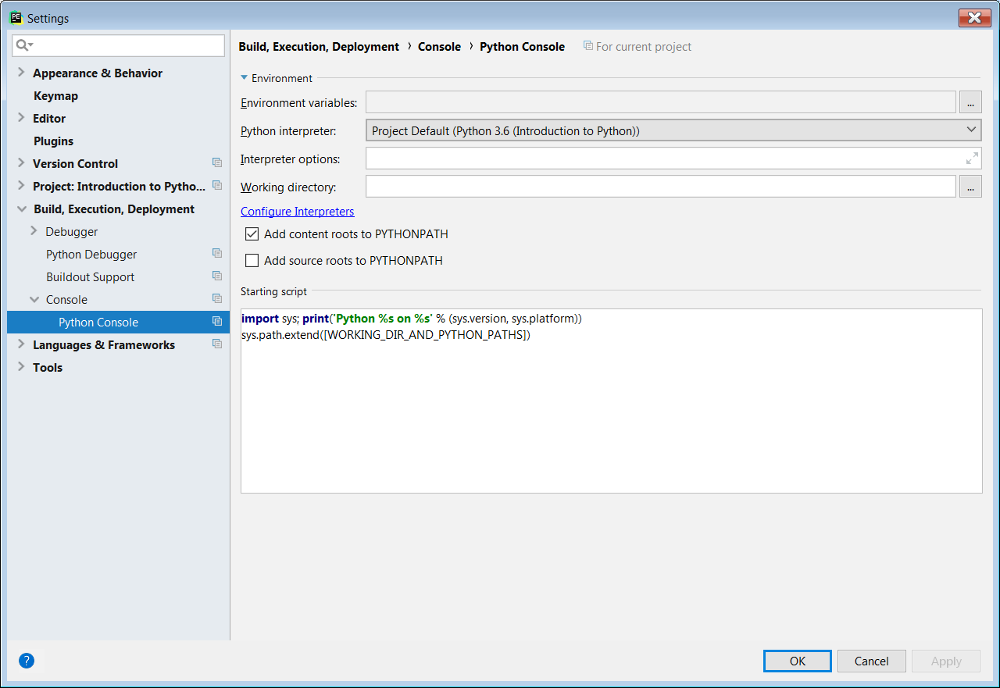 PE Settings
Appearance & Behavior
Keymap
Editor
Plugins
Version Control
Project: Introduction to Pytho...
Build, Execution, Deployment
Debugger
Python Debugger
Buildout Support
Console
Python Console
Languages & Frameworks
Tools
Build, Execution, Deployment › Console › Python Console For current project
Environment
Environment variables: ...
Python interpreter: Project Default (Python 3.6 (Introduction to Python))
Interpreter options:
Working directory: ...
Configure Interpreters
Add content roots to PYTHONPATH
Add source roots to PYTHONPATH
Starting script
import sys; print('Python %s on %s' % (sys.version, sys.platform))
sys.path.extend([WORKING_DIR_AND_PYTHON_PATHS])
? OK Cancel Apply